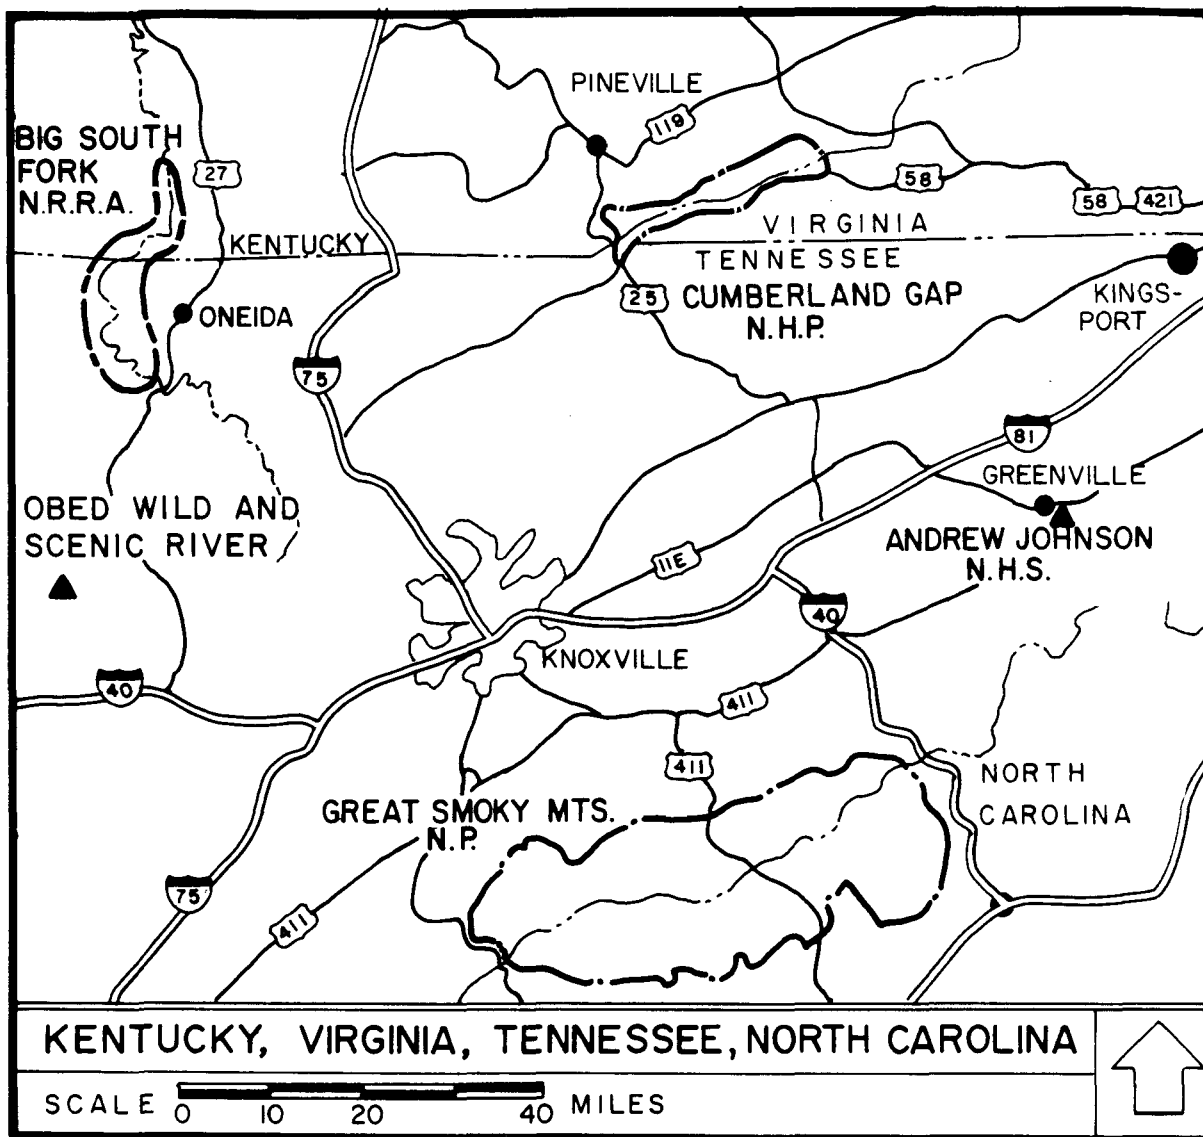 PINEVILLE
119
BIG SOUTH
FORK
N.R.R.A.
27
58
58
421
KENTUCKY
VIRGINIA
TENNESSEE
25
CUMBERLAND GAP
N.H.P.
KINGS-
PORT
ONEIDA
75
81
GREENVILLE
OBED WILD AND
SCENIC RIVER
ANDREW JOHNSON
N.H.S.
11E
40
KNOXVILLE
40
411
411
NORTH
CAROLINA
GREAT SMOKY MTS.
N.P.
75
411
KENTUCKY, VIRGINIA, TENNESSEE, NORTH CAROLINA
SCALE 0 10 20 40 MILES